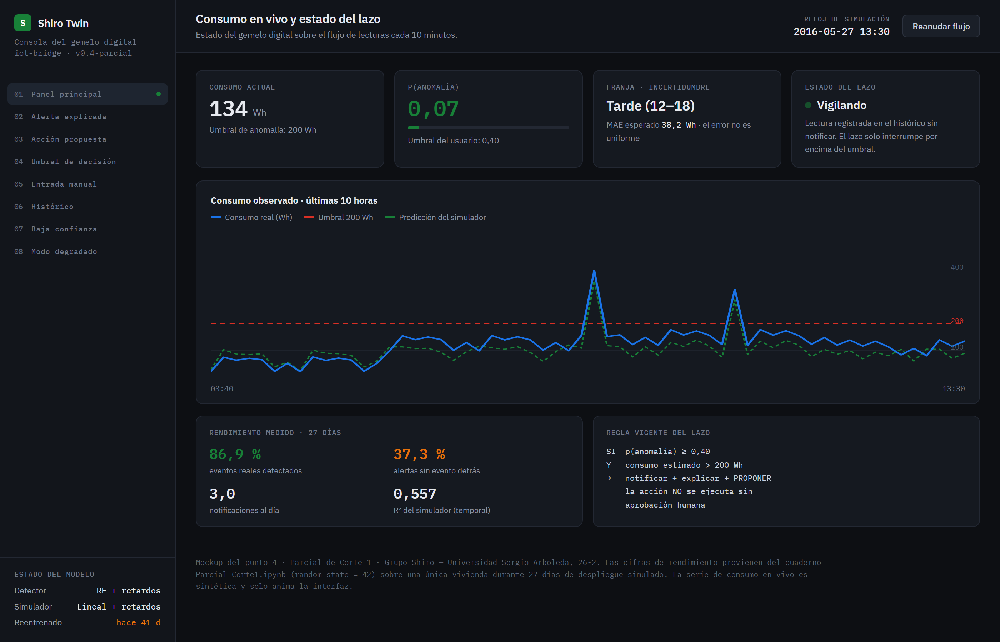 S Shiro Twin
Consola del gemelo digital
iot-bridge · v0.4-parcial
01 Panel principal
02 Alerta explicada
03 Acción propuesta
04 Umbral de decisión
05 Entrada manual
06 Histórico
07 Baja confianza
08 Modo degradado
ESTADO DEL MODELO
Detector RF + retardos
Simulador Lineal + retardos
Reentrenado hace 41 d
Consumo en vivo y estado del lazo
Estado del gemelo digital sobre el flujo de lecturas cada 10 minutos.
RELOJ DE SIMULACIÓN
2016-05-27 13:30
Reanudar flujo
CONSUMO ACTUAL
134 Wh
Umbral de anomalía: 200 Wh
P(ANOMALÍA)
0,07
Umbral del usuario: 0,40
FRANJA · INCERTIDUMBRE
Tarde (12–18)
MAE esperado 38,2 Wh · el error no es
uniforme
ESTADO DEL LAZO
Vigilando
Lectura registrada en el histórico sin
notificar. El lazo solo interrumpe por
encima del umbral.
Consumo observado · últimas 10 horas
Consumo real (Wh) Umbral 200 Wh Predicción del simulador
400
200
100
03:40 13:30
RENDIMIENTO MEDIDO · 27 DÍAS
86,9 %
eventos reales detectados
37,3 %
alertas sin evento detrás
3,0
notificaciones al día
0,557
R² del simulador (temporal)
REGLA VIGENTE DEL LAZO
SI p(anomalía) ≥ 0,40
Y consumo estimado > 200 Wh
→ notificar + explicar + PROPONER
la acción NO se ejecuta sin
aprobación humana
Mockup del punto 4 · Parcial de Corte 1 · Grupo Shiro — Universidad Sergio Arboleda, 26-2. Las cifras de rendimiento provienen del cuaderno
Parcial_Corte1.ipynb (random_state = 42) sobre una única vivienda durante 27 días de despliegue simulado. La serie de consumo en vivo es
sintética y solo anima la interfaz.